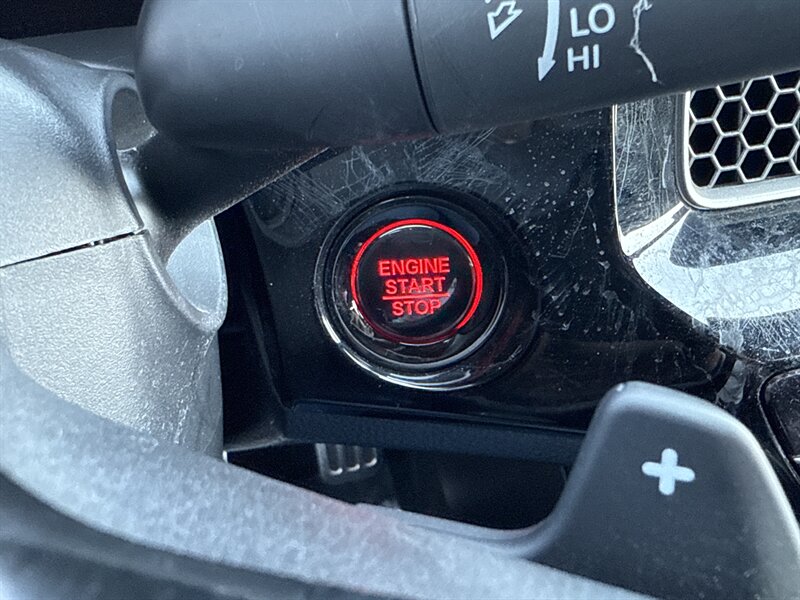 LO
HI
ENGINE
START
STOP
+